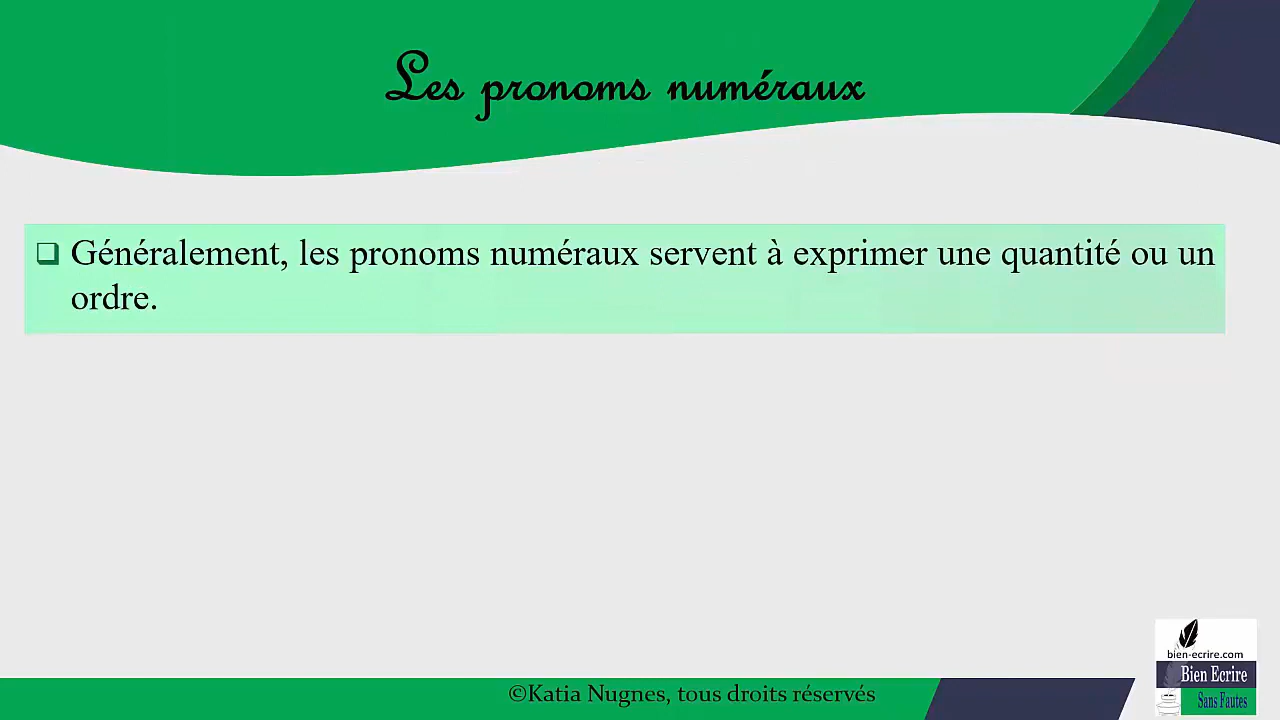 Les pronoms numéraux
❑ Généralement, les pronoms numéraux servent à exprimer une quantité ou un
ordre.
©Katia Nugnes, tous droits réservés
bien-ecrire.com
Bien Ecrire
Sans Fautes